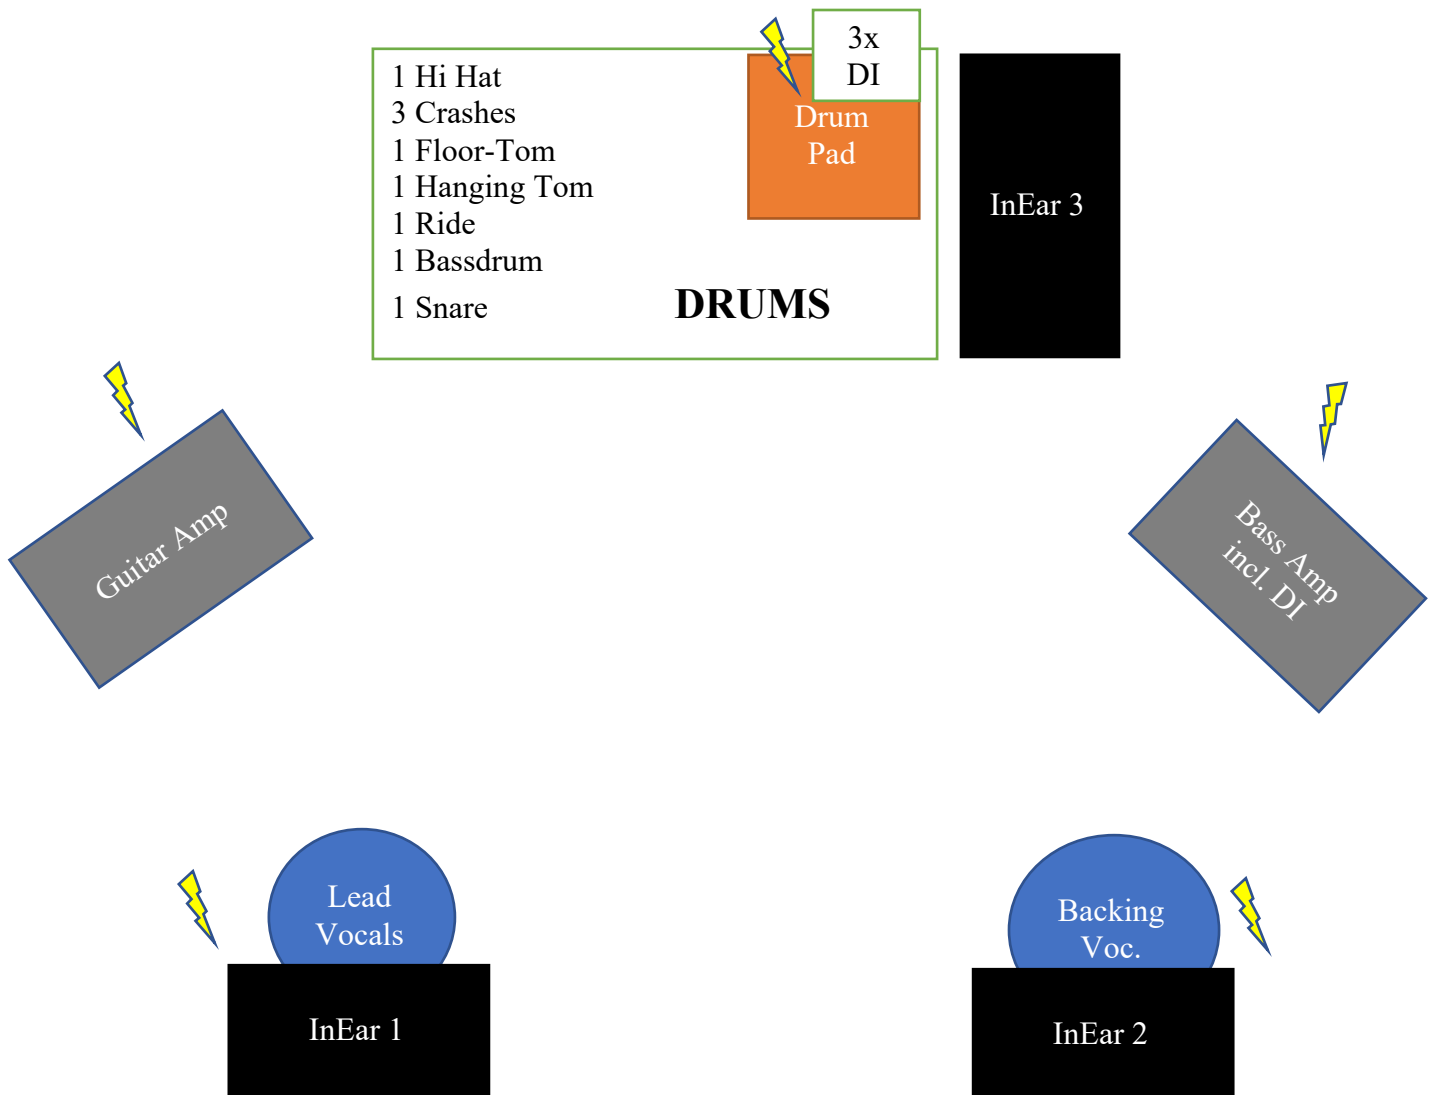 1 Hi Hat
3 Crashes
1 Floor-Tom
1 Hanging Tom
1 Ride
1 Bassdrum
1 Snare
DRUMS
3x
DI
Drum
Pad
InEar 3
Guitar Amp
Bass Amp
incl. DI
Lead
Vocals
InEar 1
Backing
Voc.
InEar 2